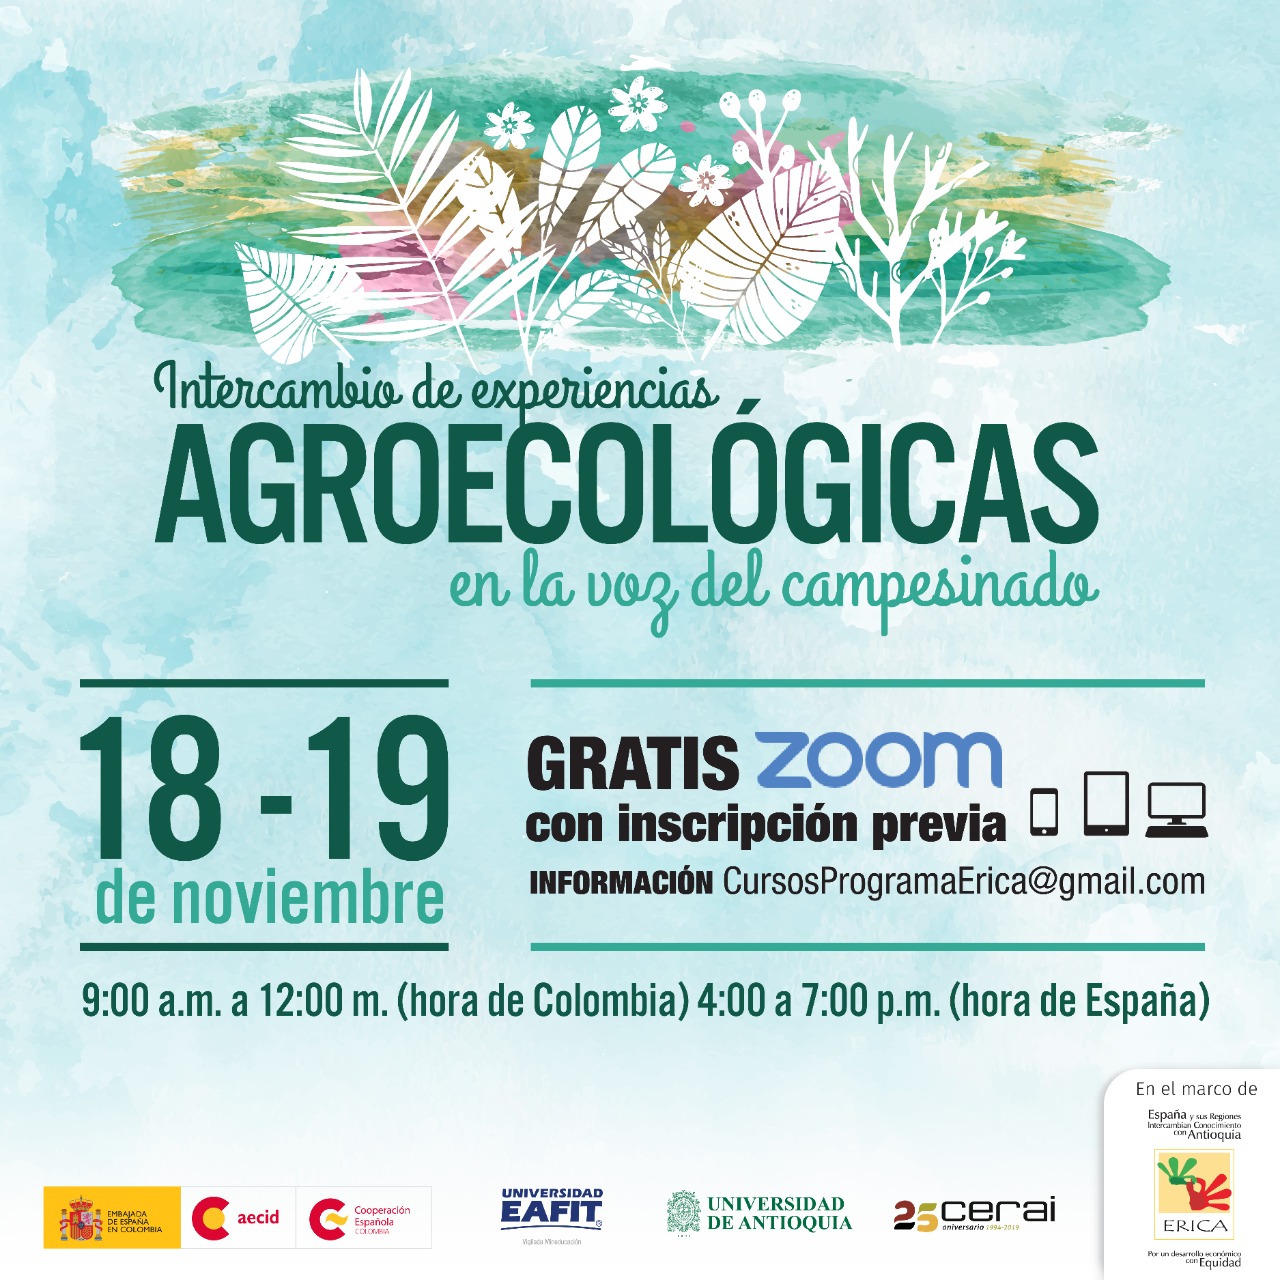 Intercambio de experiencias
AGROECOLÓGICAS
en la voz del campesinado
18 - 19
de noviembre
GRATIS zoom
con inscripción previa
INFORMACIÓN CursosProgramaErica@gmail.com
9:00 a.m. a 12:00 m. (hora de Colombia) 4:00 a 7:00 p.m. (hora de España)
En el marco de
España y sus Regiones
Intercambian Conocimiento
con Antioquia
ERICA
Por un desarrollo económico
con Equidad
EMBAJADA
DE ESPAÑA
EN COLOMBIA
aecid
Cooperación
Española
COLOMBIA
UNIVERSIDAD
EAFIT
Vigilada Mineducación
UNIVERSIDAD
DE ANTIOQUIA
1803
25 cerai
aniversario 1994-2019